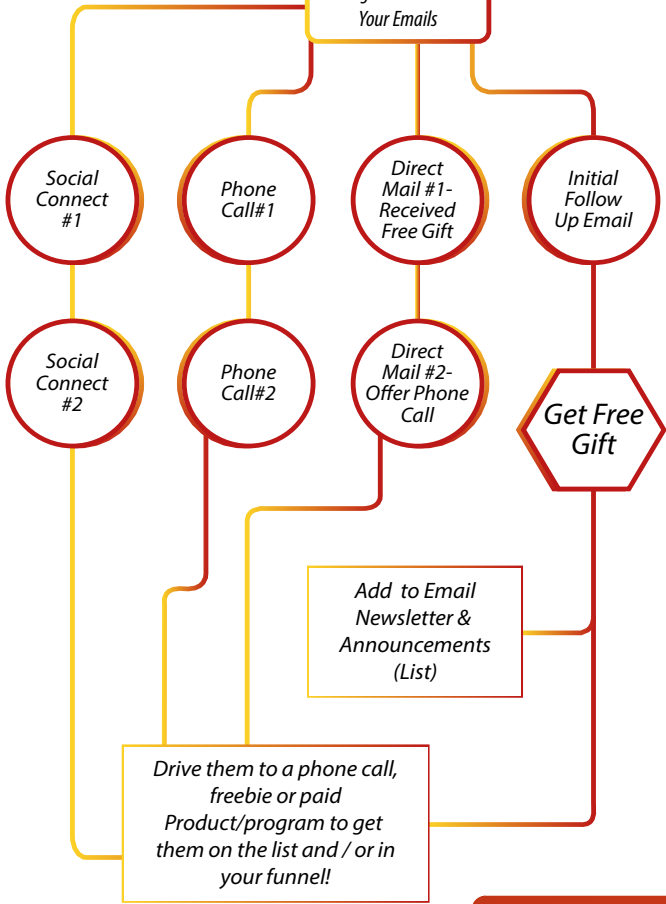 Your Emails
Social
Connect
#1
Phone
Call#1
Direct
Mail #1-
Received
Free Gift
Initial
Follow
Up Email
Social
Connect
#2
Phone
Call#2
Direct
Mail #2-
Offer Phone
Call
Get Free
Gift
Add to Email
Newsletter &
Announcements
(List)
Drive them to a phone call,
freebie or paid
Product/program to get
them on the list and / or in
your funnel!